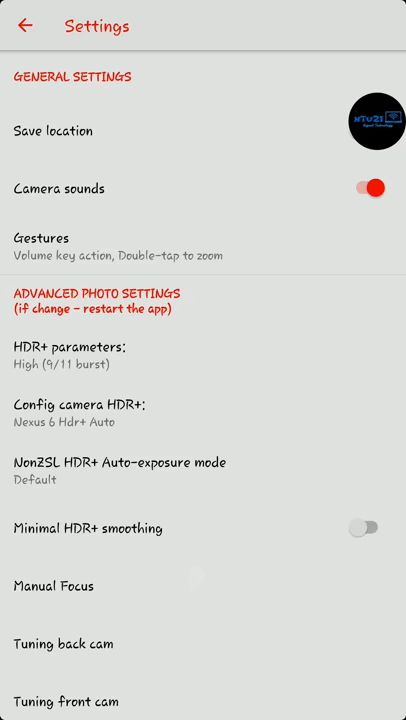 Settings
GENERAL SETTINGS
Save location
XTV21
Camera sounds
Gestures
Volume key action, Double-tap to zoom
ADVANCED PHOTO SETTINGS
(if change - restart the app)
HDR+ parameters:
High (9/11 burst)
Config camera HDR+:
Nexus 6 Hdr+ Auto
NonZSL HDR+ Auto-exposure mode
Default
Minimal HDR+ smoothing
Manual Focus
Tuning back cam
Tuning front cam